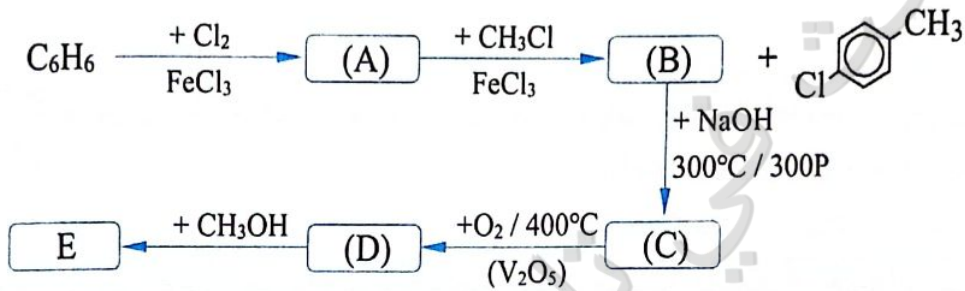 C₆H₆ + Cl₂ FeCl₃ (A) + CH₃Cl FeCl₃ (B) + Cl CH₃
+ NaOH
300°C / 300P
E + CH₃OH (D) +O₂ / 400°C (V₂O₅) (C)